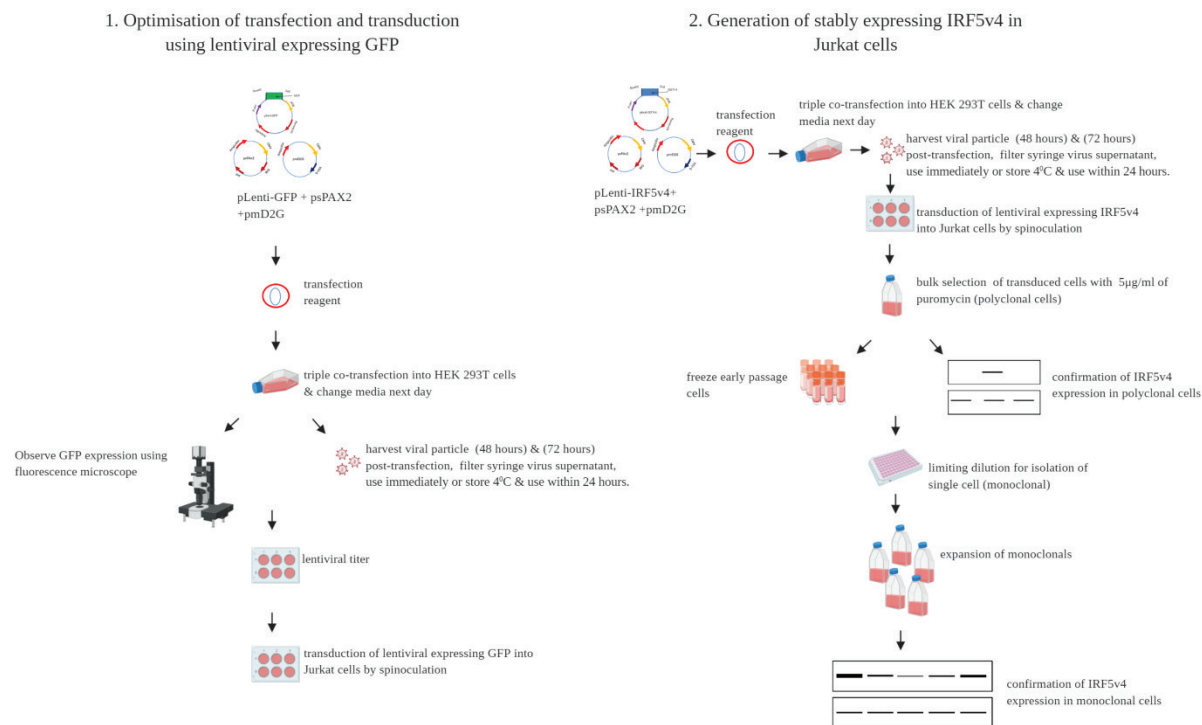 1. Optimisation of transfection and transduction
using lentiviral expressing GFP
pLenti-GFP + psPAX2
+pmD2G
transfection
reagent
triple co-transfection into HEK 293T cells
& change media next day
Observe GFP expression using
fluorescence microscope
harvest viral particle (48 hours) & (72 hours)
post-transfection, filter syringe virus supernatant,
use immediately or store 4⁰C & use within 24 hours.
lentiviral titer
transduction of lentiviral expressing GFP into
Jurkat cells by spinoculation
2. Generation of stably expressing IRF5v4 in
Jurkat cells
pLenti-IRF5v4+
psPAX2 +pmD2G
transfection
reagent
triple co-transfection into HEK 293T cells & change
media next day
harvest viral particle (48 hours) & (72 hours)
post-transfection, filter syringe virus supernatant,
use immediately or store 4⁰C & use within 24 hours.
transduction of lentiviral expressing IRF5v4
into Jurkat cells by spinoculation
bulk selection of transduced cells with 5μg/ml of
puromycin (polyclonal cells)
freeze early passage
cells
confirmation of IRF5v4
expression in polyclonal cells
limiting dilution for isolation of
single cell (monoclonal)
expansion of monoclonals
confirmation of IRF5v4
expression in monoclonal cells